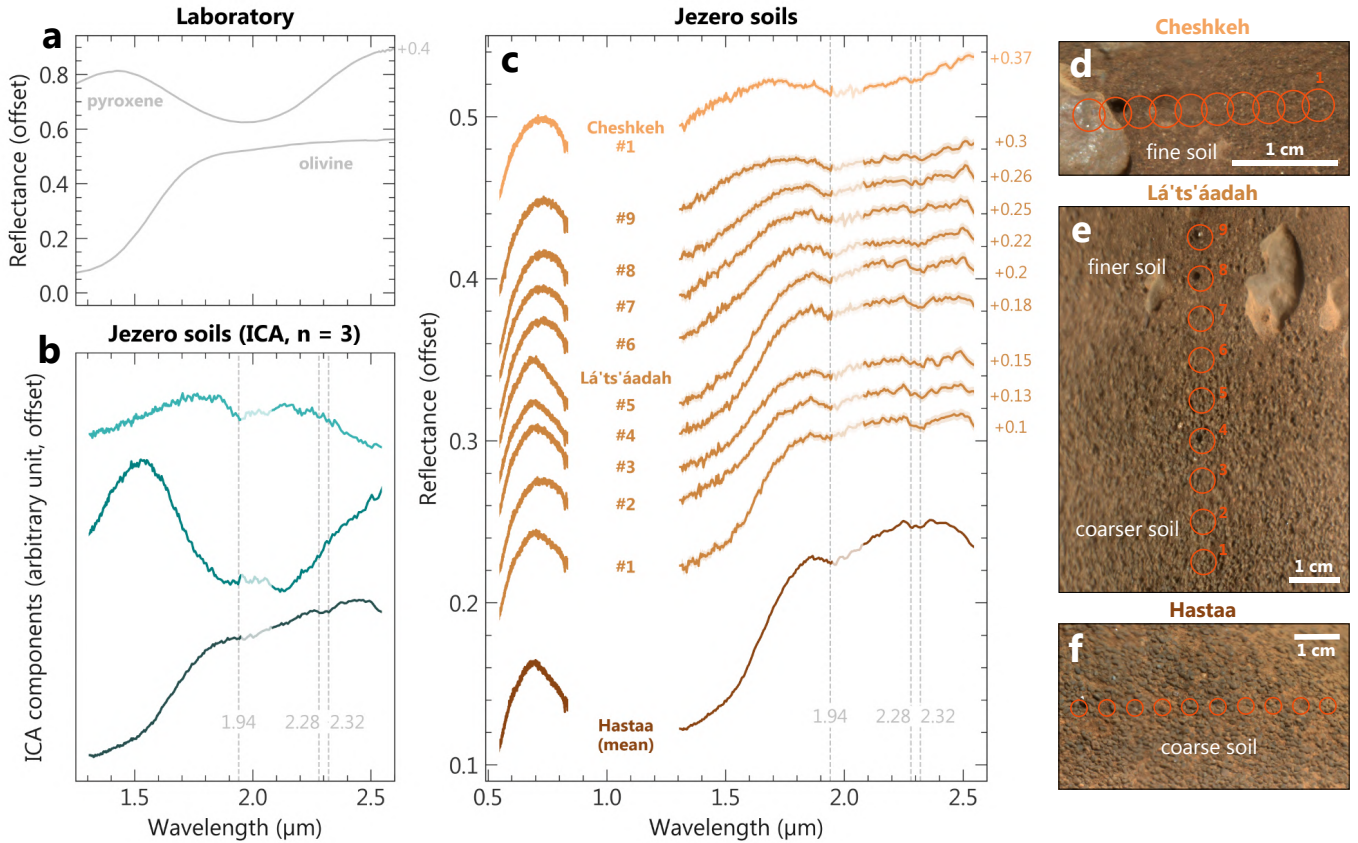 Laboratory
a
+0.4
0.8
0.6
0.4
0.2
0.0
Reflectance (offset)
pyroxene
olivine
Jezero soils (ICA, n = 3)
b
ICA components (arbitrary unit, offset)
1.94
2.28
2.32
1.5
2.0
2.5
Wavelength (μm)
Jezero soils
c
0.5
0.4
0.3
0.2
0.1
Reflectance (offset)
Cheshkeh
#1
#9
#8
#7
#6
Lá'ts'áadah
#5
#4
#3
#2
#1
Hastaa
(mean)
+0.37
+0.3
+0.26
+0.25
+0.22
+0.2
+0.18
+0.15
+0.13
+0.1
1.94
2.28
2.32
0.5
1.0
1.5
2.0
2.5
Wavelength (μm)
Cheshkeh
d
1
fine soil
1 cm
Lá'ts'áadah
e
9
finer soil
8
7
6
5
4
3
2
coarser soil
1
1 cm
Hastaa
f
1 cm
coarse soil